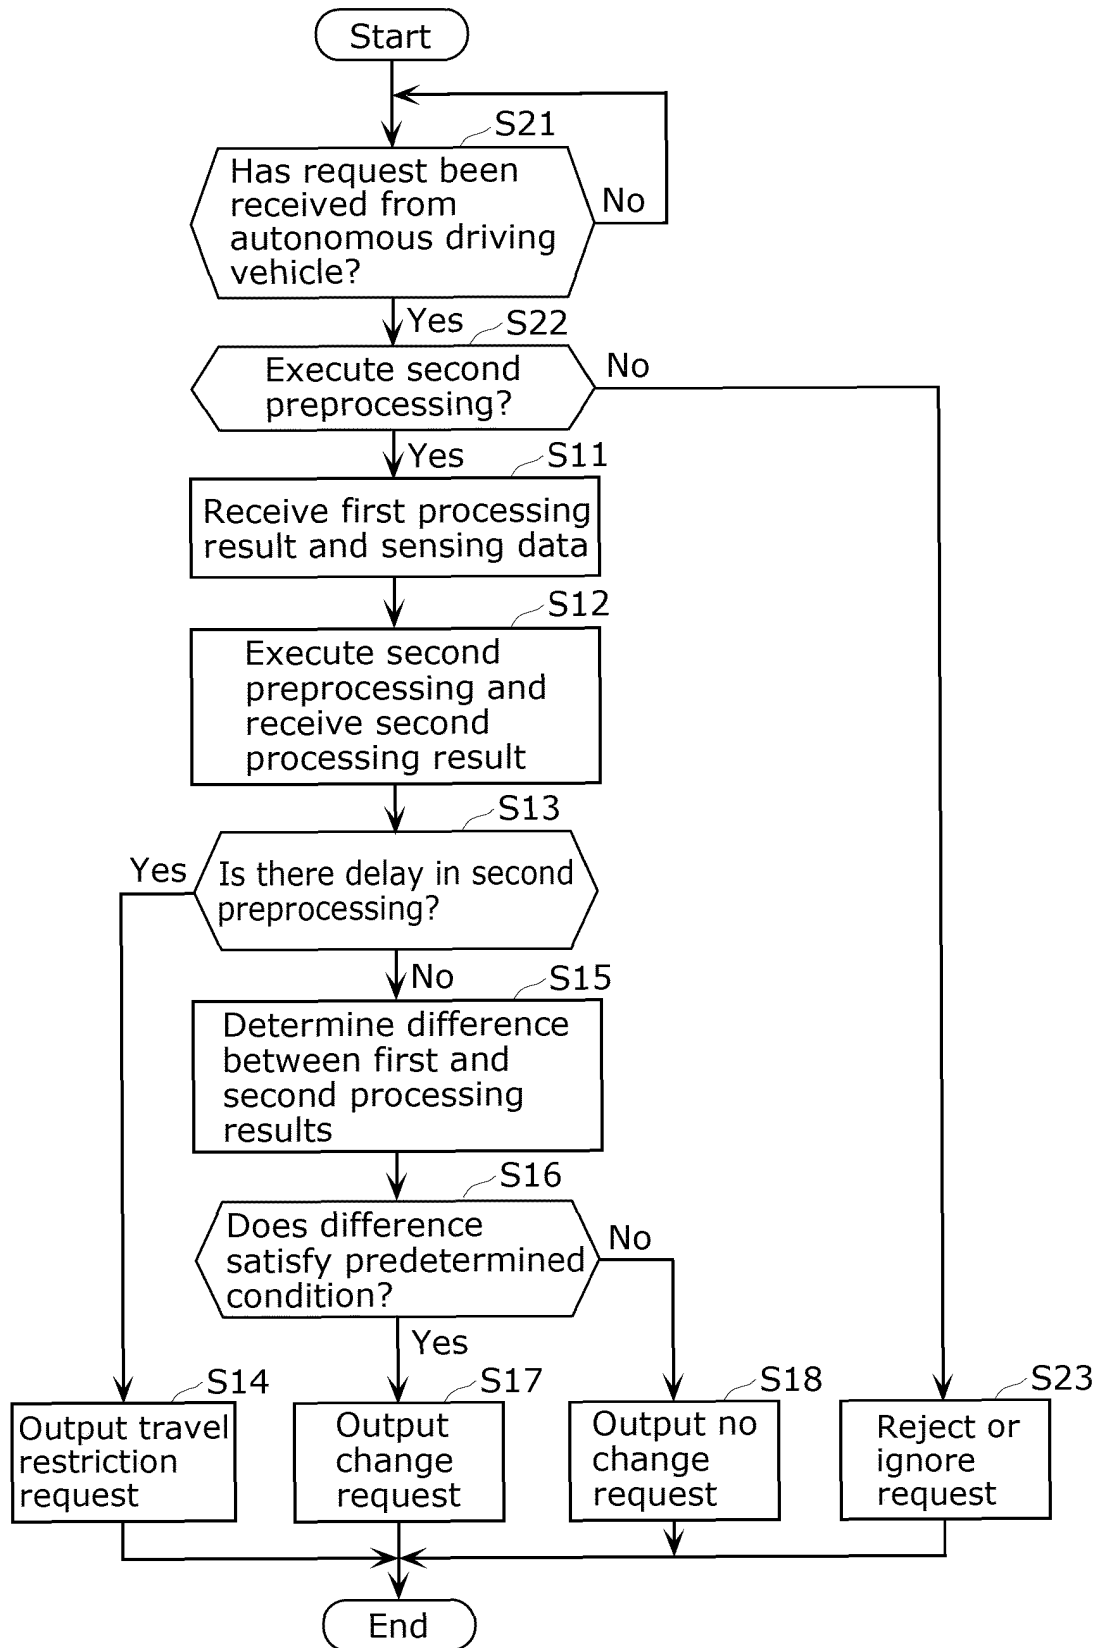 Start
S21
Has request been
received from
autonomous driving
vehicle?
No
Yes
S22
Execute second
preprocessing?
No
Yes
S11
Receive first processing
result and sensing data
S12
Execute second
preprocessing and
receive second
processing result
S13
Yes
Is there delay in second
preprocessing?
No
S15
Determine difference
between first and
second processing
results
S16
Does difference
satisfy predetermined
condition?
No
Yes
S14
Output travel
restriction
request
S17
Output
change
request
S18
Output no
change
request
S23
Reject or
ignore
request
End